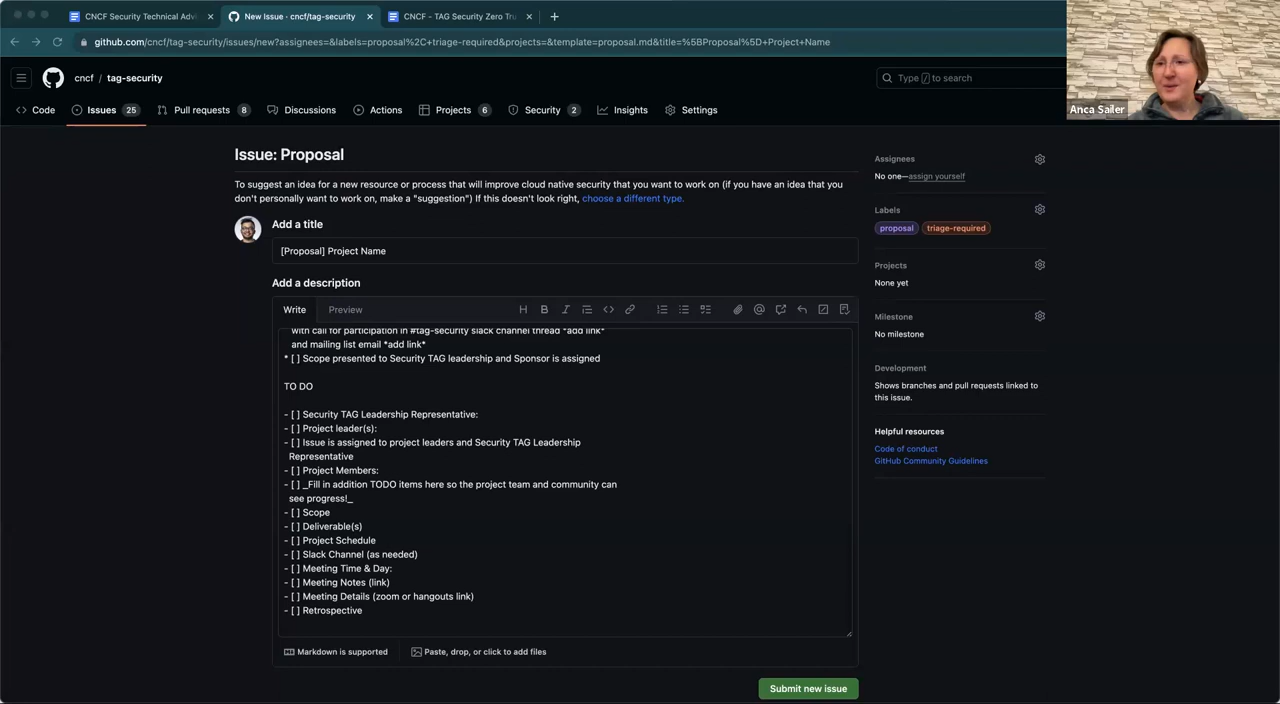 CNCF Security Technical Advi
New Issue · cncf/tag-security
CNCF - TAG Security Zero Tru
github.com/cncf/tag-security/issues/new?assignees=&labels=proposal%2C+triage-required&projects=&template=proposal.md&title=%5BProposal%5D+Project+Name
cncf / tag-security
Type / to search
Anca Sailer
Code
Issues 25
Pull requests 8
Discussions
Actions
Projects 6
Security 2
Insights
Settings
Issue: Proposal
To suggest an idea for a new resource or process that will improve cloud native security that you want to work on (if you have an idea that you
don't personally want to work on, make a "suggestion") If this doesn't look right, choose a different type.
Add a title
[Proposal] Project Name
Add a description
Write
Preview
with call for participation in #tag-security slack channel thread *add link*
and mailing list email *add link*
* [ ] Scope presented to Security TAG leadership and Sponsor is assigned
TO DO
- [ ] Security TAG Leadership Representative:
- [ ] Project leader(s):
- [ ] Issue is assigned to project leaders and Security TAG Leadership
Representative
- [ ] Project Members:
- [ ] _Fill in addition TODO items here so the project team and community can
see progress!_
- [ ] Scope
- [ ] Deliverable(s)
- [ ] Project Schedule
- [ ] Slack Channel (as needed)
- [ ] Meeting Time & Day:
- [ ] Meeting Notes (link)
- [ ] Meeting Details (zoom or hangouts link)
- [ ] Retrospective
Markdown is supported
Paste, drop, or click to add files
Submit new issue
Assignees
No one—assign yourself
Labels
proposal
triage-required
Projects
None yet
Milestone
No milestone
Development
Shows branches and pull requests linked to
this issue.
Helpful resources
Code of conduct
GitHub Community Guidelines